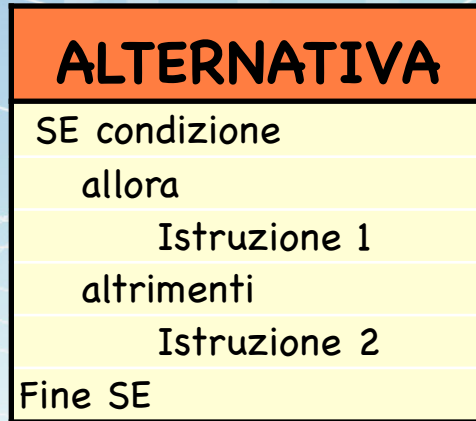 ALTERNATIVA
SE condizione
allora
Istruzione 1
altrimenti
Istruzione 2
Fine SE